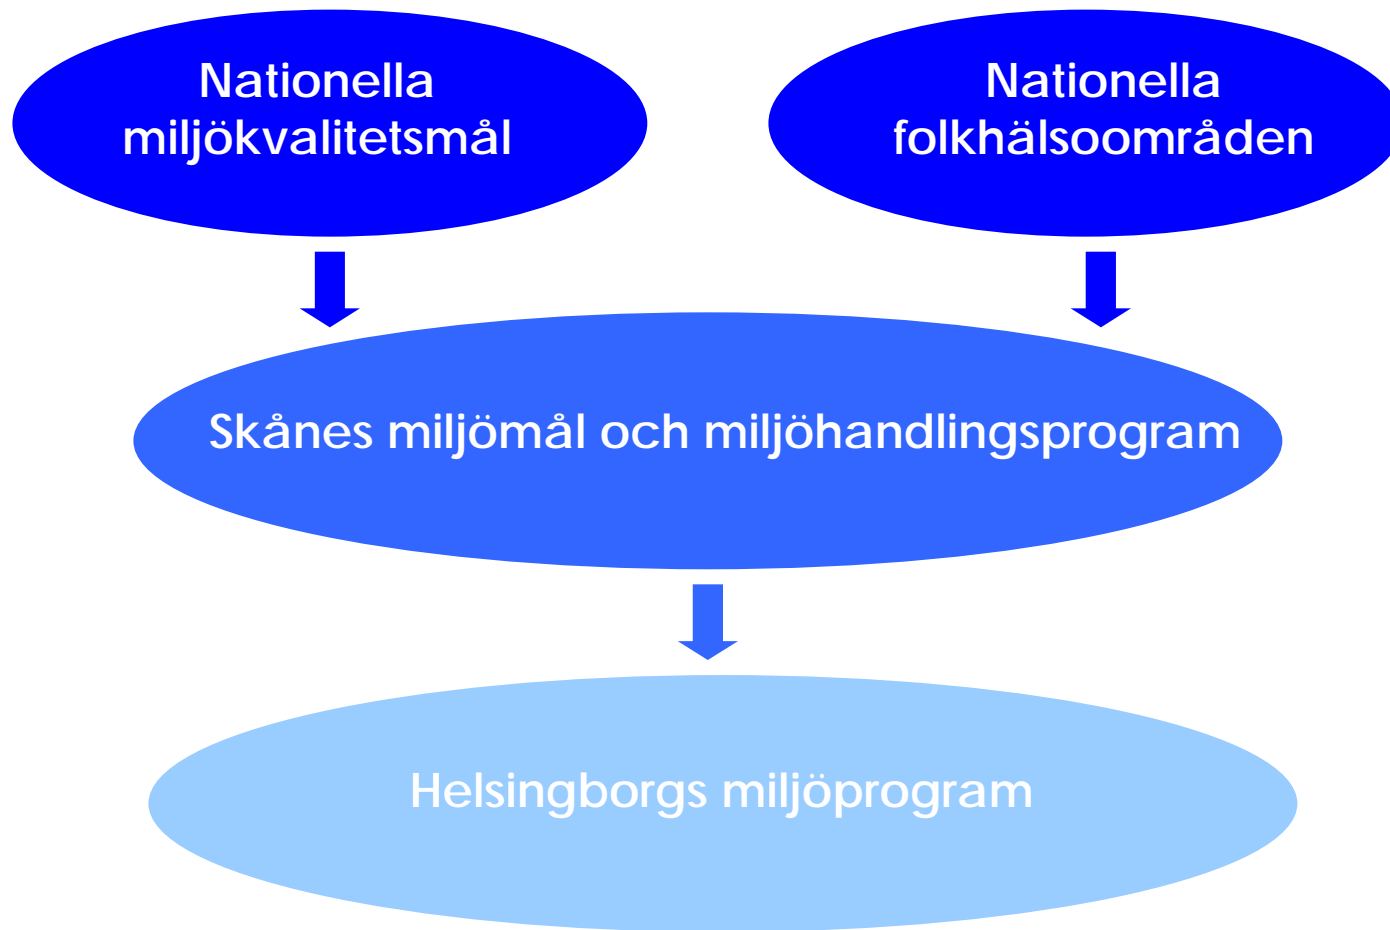 Nationella
miljökvalitetsmål
Nationella
folkhälsoområden
Skånes miljömål och miljöhandlingsprogram
Helsingborgs miljöprogram